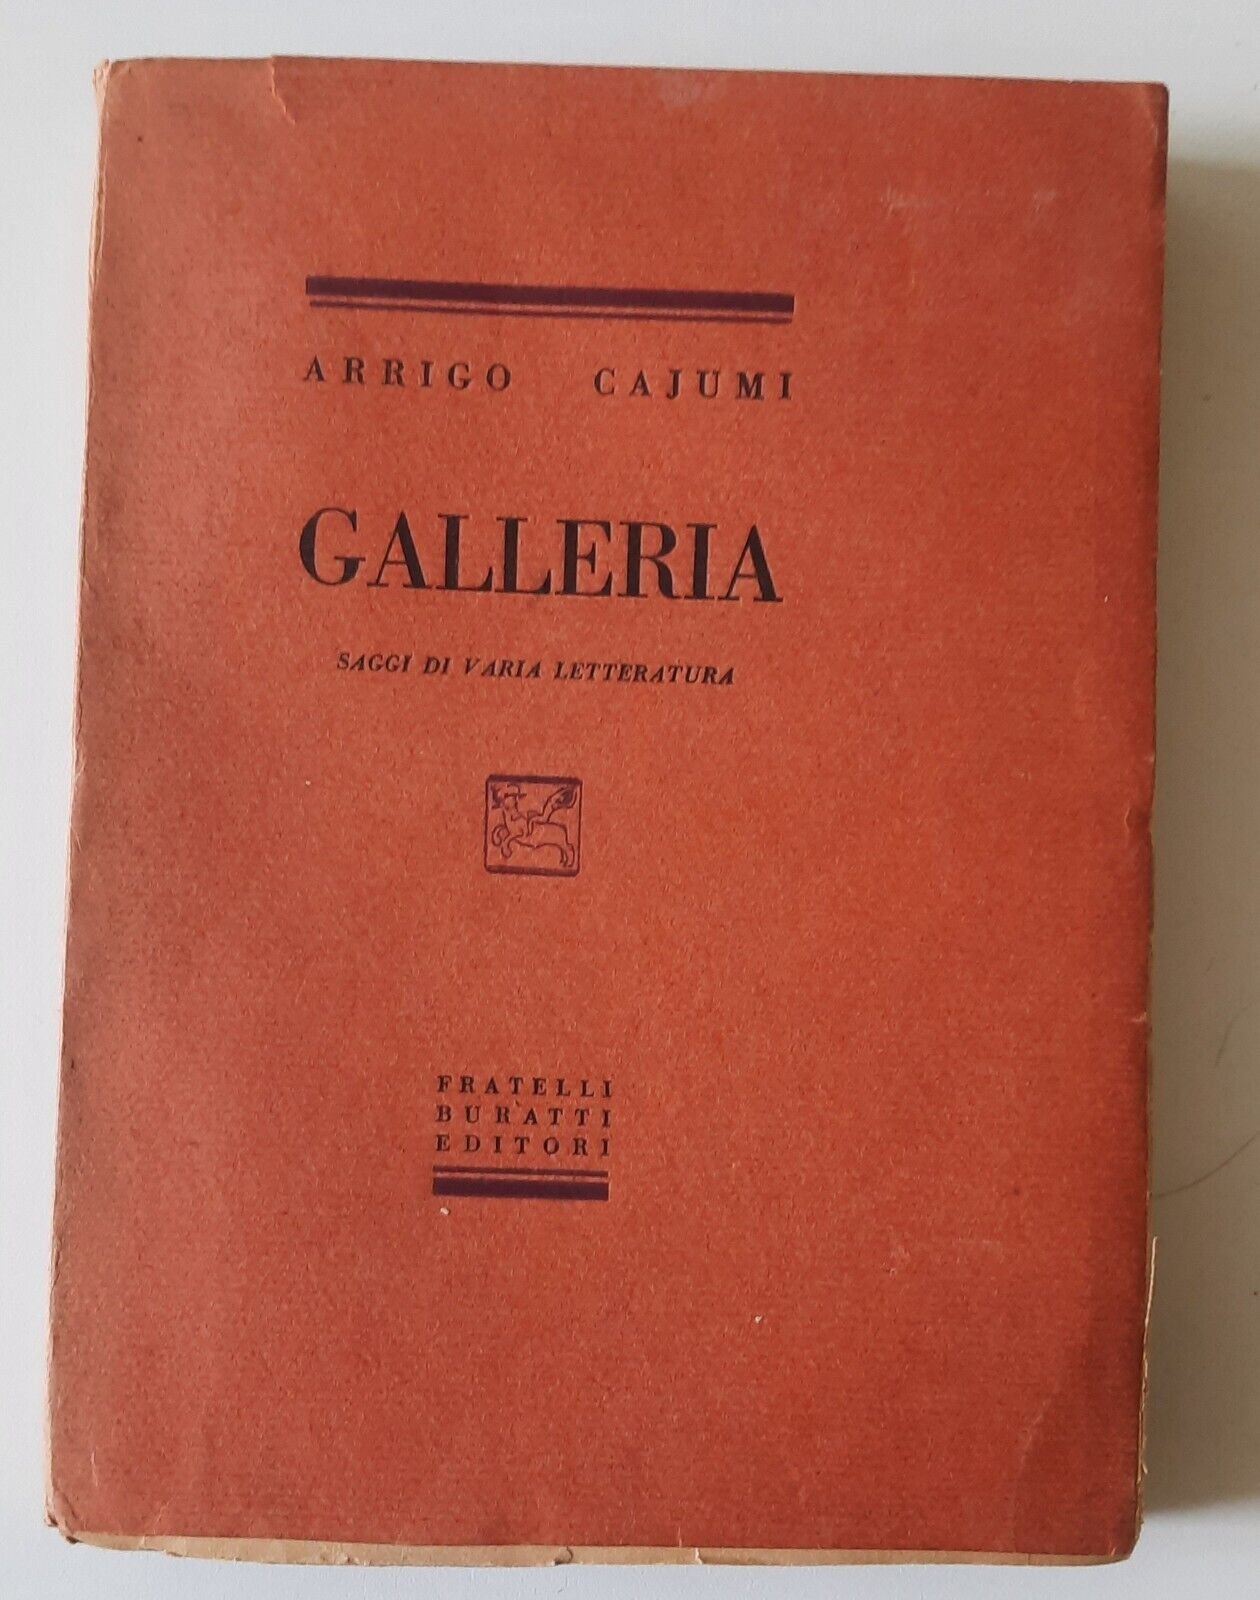 ARRIGO CAJUMI
GALLERIA
SAGGI DI VARIA LETTERATURA
FRATELLI
BURATTI
EDITORI